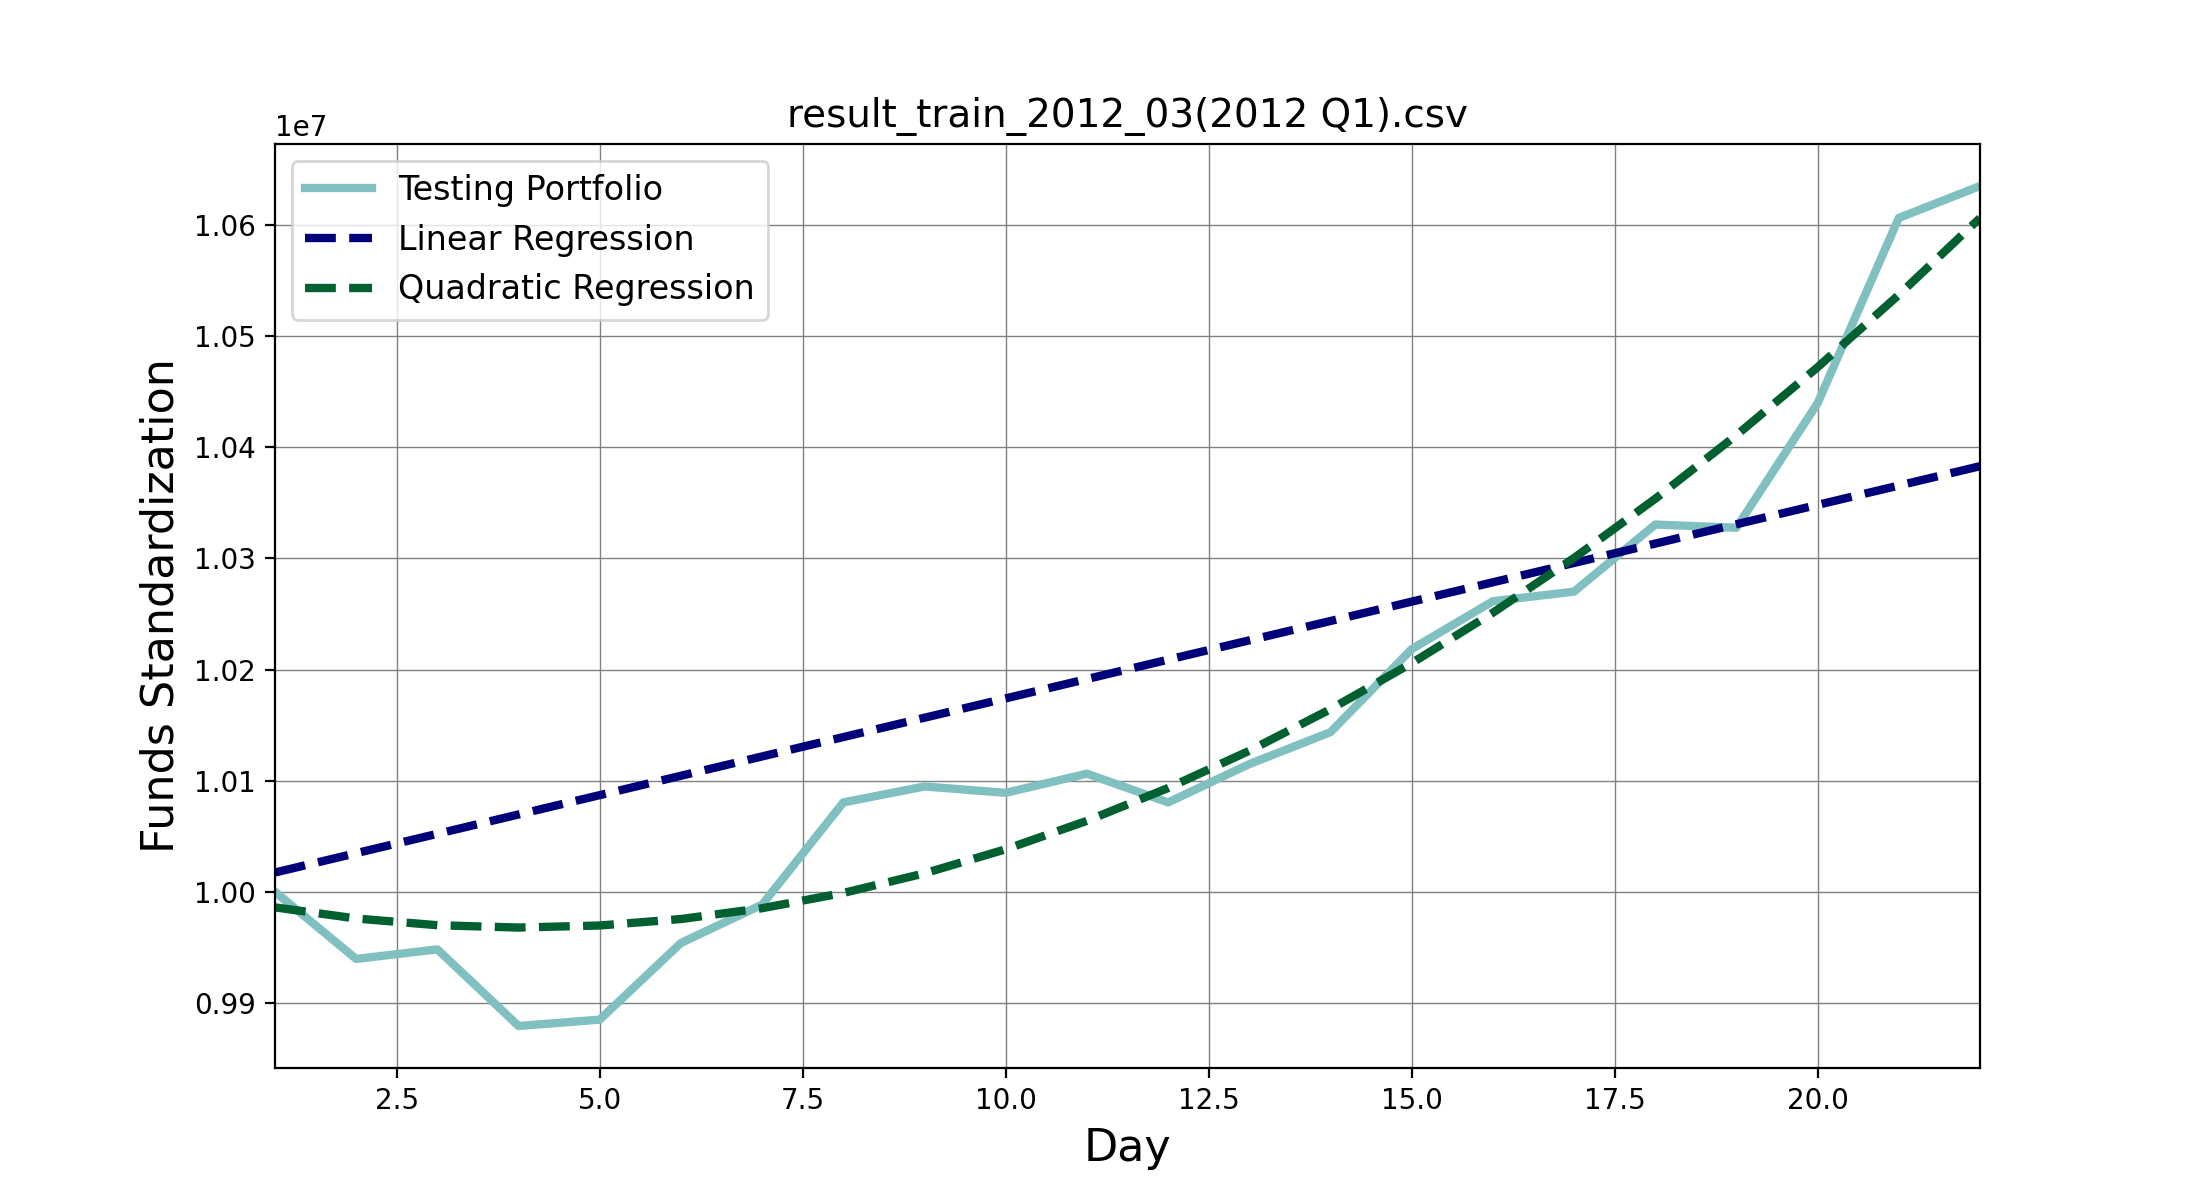 result_train_2012_03(2012 Q1).csv
1e7
Testing Portfolio
Linear Regression
Quadratic Regression
1.06
1.05
1.04
1.03
1.02
1.01
1.00
0.99
Funds Standardization
2.5 5.0 7.5 10.0 12.5 15.0 17.5 20.0
Day